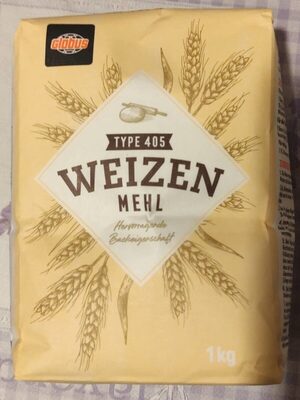 Globus
TYPE 405
WEIZEN
MEHL
Hervorragende
Backeigenschaft
1kg